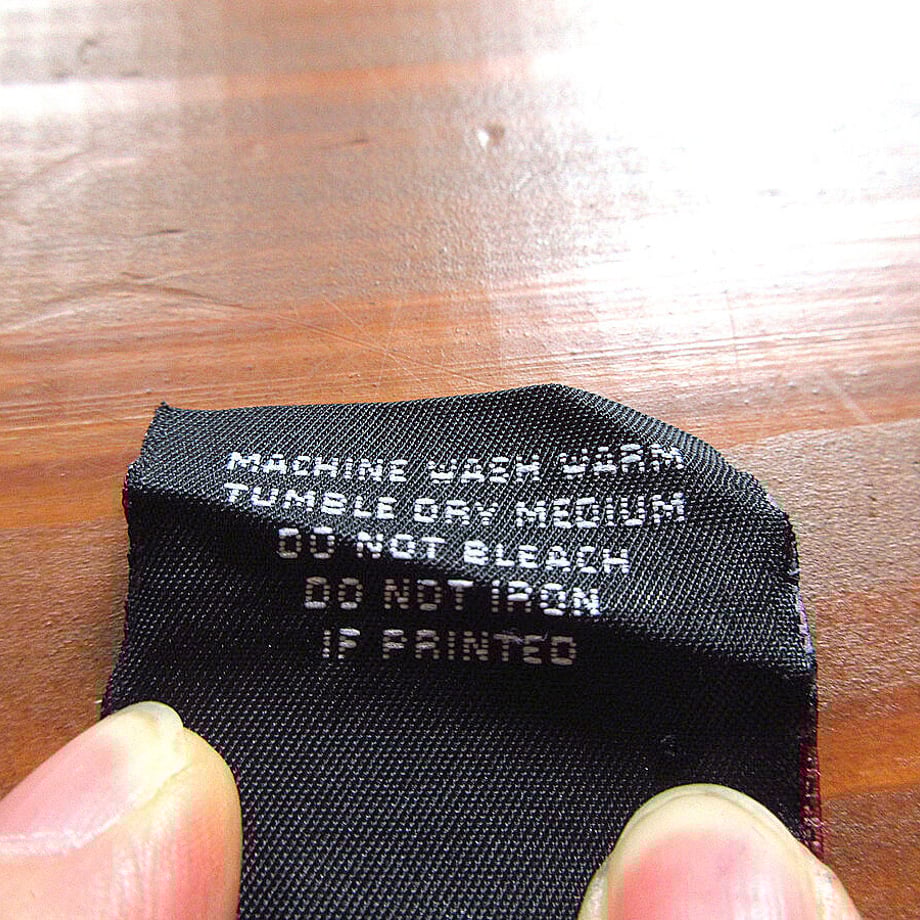 MACHINE WASH WARM
TUMBLE DRY MEDIUM
DO NOT BLEACH
DO NOT IRON
IF PRINTED